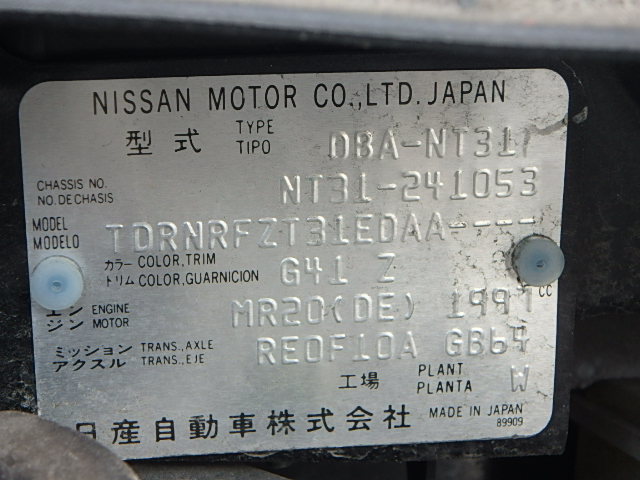 NISSAN MOTOR CO.,LTD. JAPAN
型式 TYPE TIPO DBA-NT31
CHASSIS NO. NO. DE CHASIS NT31-241053
MODEL MODELO TDRNRFZT31EDAA----
カラー COLOR,TRIM トリム COLOR,GUARNICION G41 Z
エンジン ENGINE MOTOR MR20(DE) 1997 CC
ミッション TRANS.,AXLE アクスル TRANS.,EJE RE0F10A GB64
工場 PLANT PLANTA W
日産自動車株式会社 MADE IN JAPAN
89909